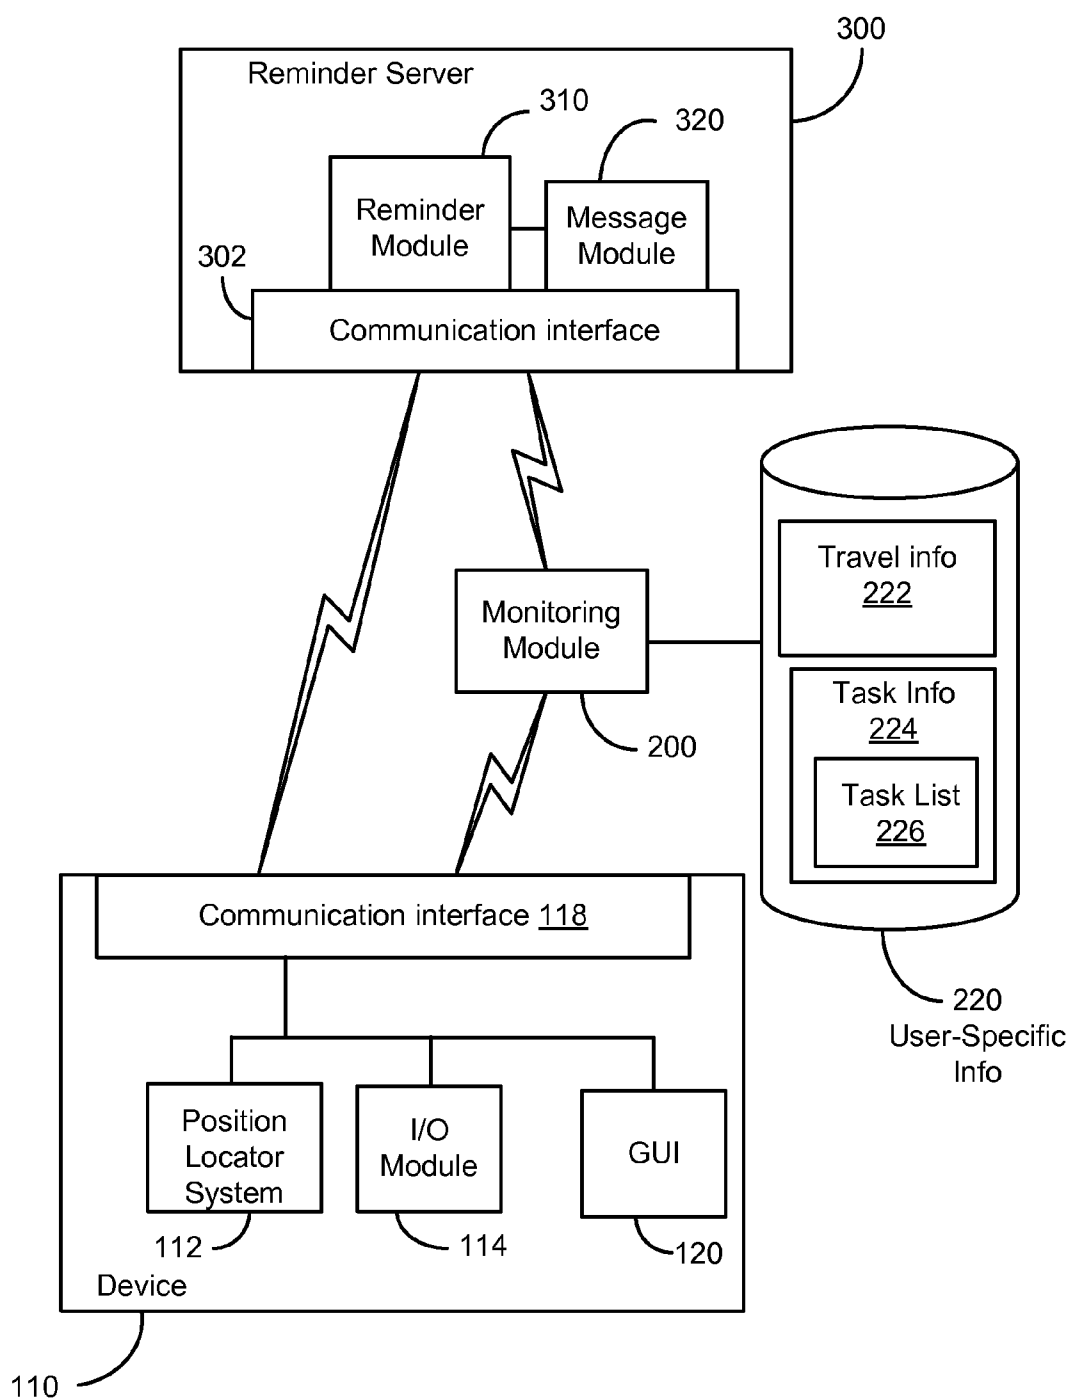 300
Reminder Server
310
320
Reminder
Module
Message
Module
302
Communication interface
Travel info
222
Monitoring
Module
Task Info
224
200
Task List
226
Communication interface 118
220
User-Specific
Info
Position
Locator
System
I/O
Module
GUI
112
114
120
Device
110